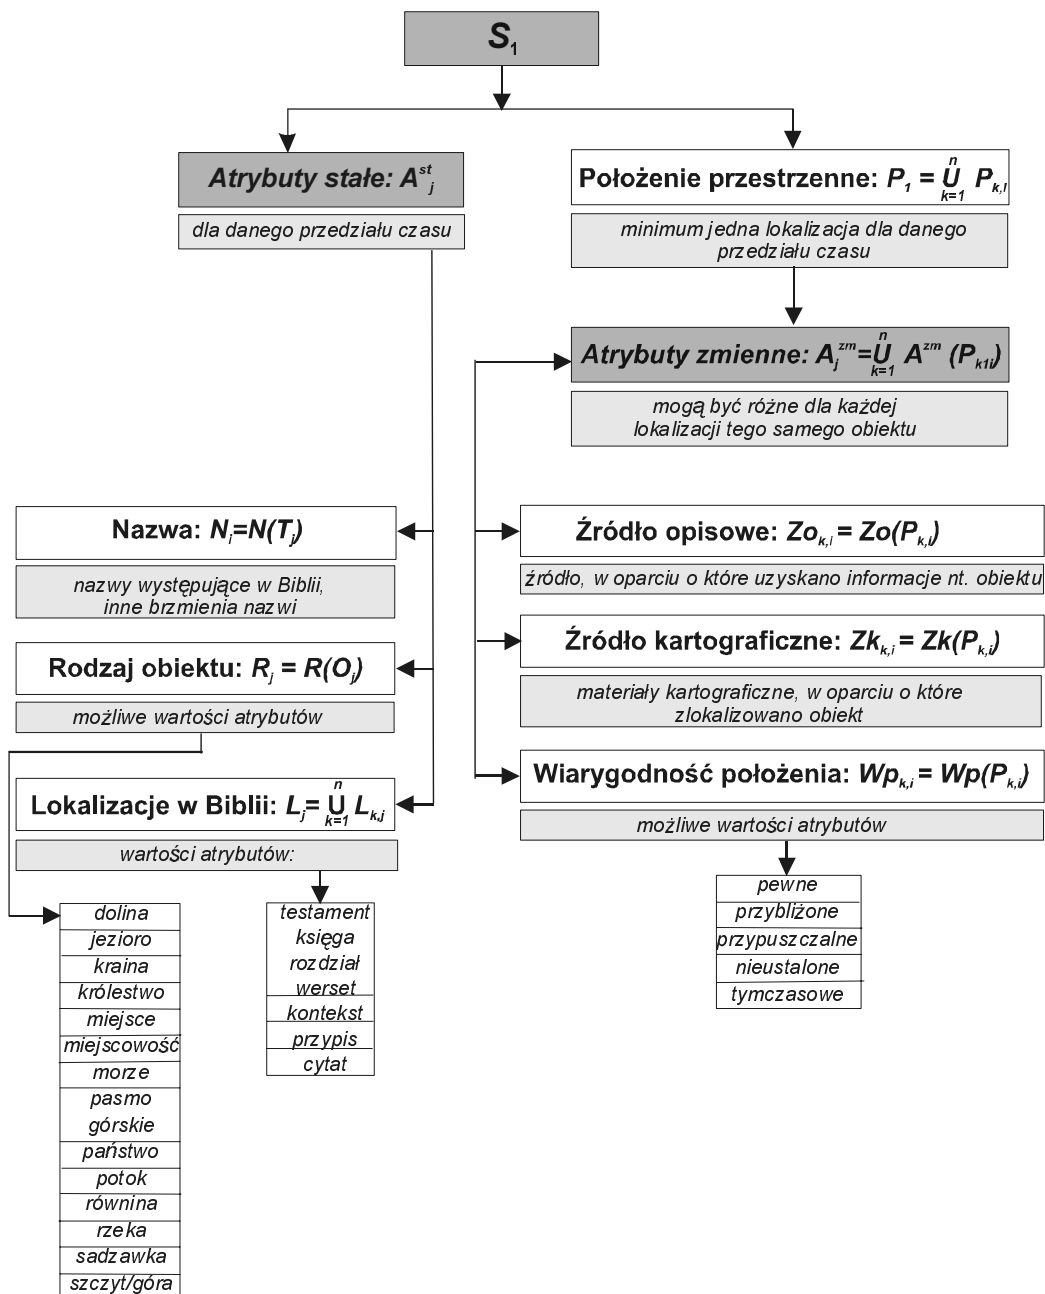 S1
Atrybuty stałe: A^st_j
dla danego przedziału czasu
Położenie przestrzenne: P_1 = ⋃_{k=1}^{n} P_{k,l}
minimum jedna lokalizacja dla danego
przedziału czasu
Atrybuty zmienne: A_j^zm=⋃_{k=1}^{n} A^zm (P_{k1i})
mogą być różne dla każdej
lokalizacji tego samego obiektu
Nazwa: N_i=N(T_j)
nazwy występujące w Biblii,
inne brzmienia nazwi
Rodzaj obiektu: R_j = R(O_j)
możliwe wartości atrybutów
Lokalizacje w Biblii: L_j= ⋃_{k=1}^{n} L_{k,j}
wartości atrybutów:
dolina
jezioro
kraina
królestwo
miejsce
miejscowość
morze
pasmo
górskie
państwo
potok
równina
rzeka
sadzawka
szczyt/góra
testament
księga
rozdział
werset
kontekst
przypis
cytat
Źródło opisowe: Zo_{k,i} = Zo(P_{k,i})
źródło, w oparciu o które uzyskano informacje nt. obiektu
Źródło kartograficzne: Zk_{k,i} = Zk(P_{k,i})
materiały kartograficzne, w oparciu o które
zlokalizowano obiekt
Wiarygodność położenia: Wp_{k,i} = Wp(P_{k,i})
możliwe wartości atrybutów
pewne
przybliżone
przypuszczalne
nieustalone
tymczasowe